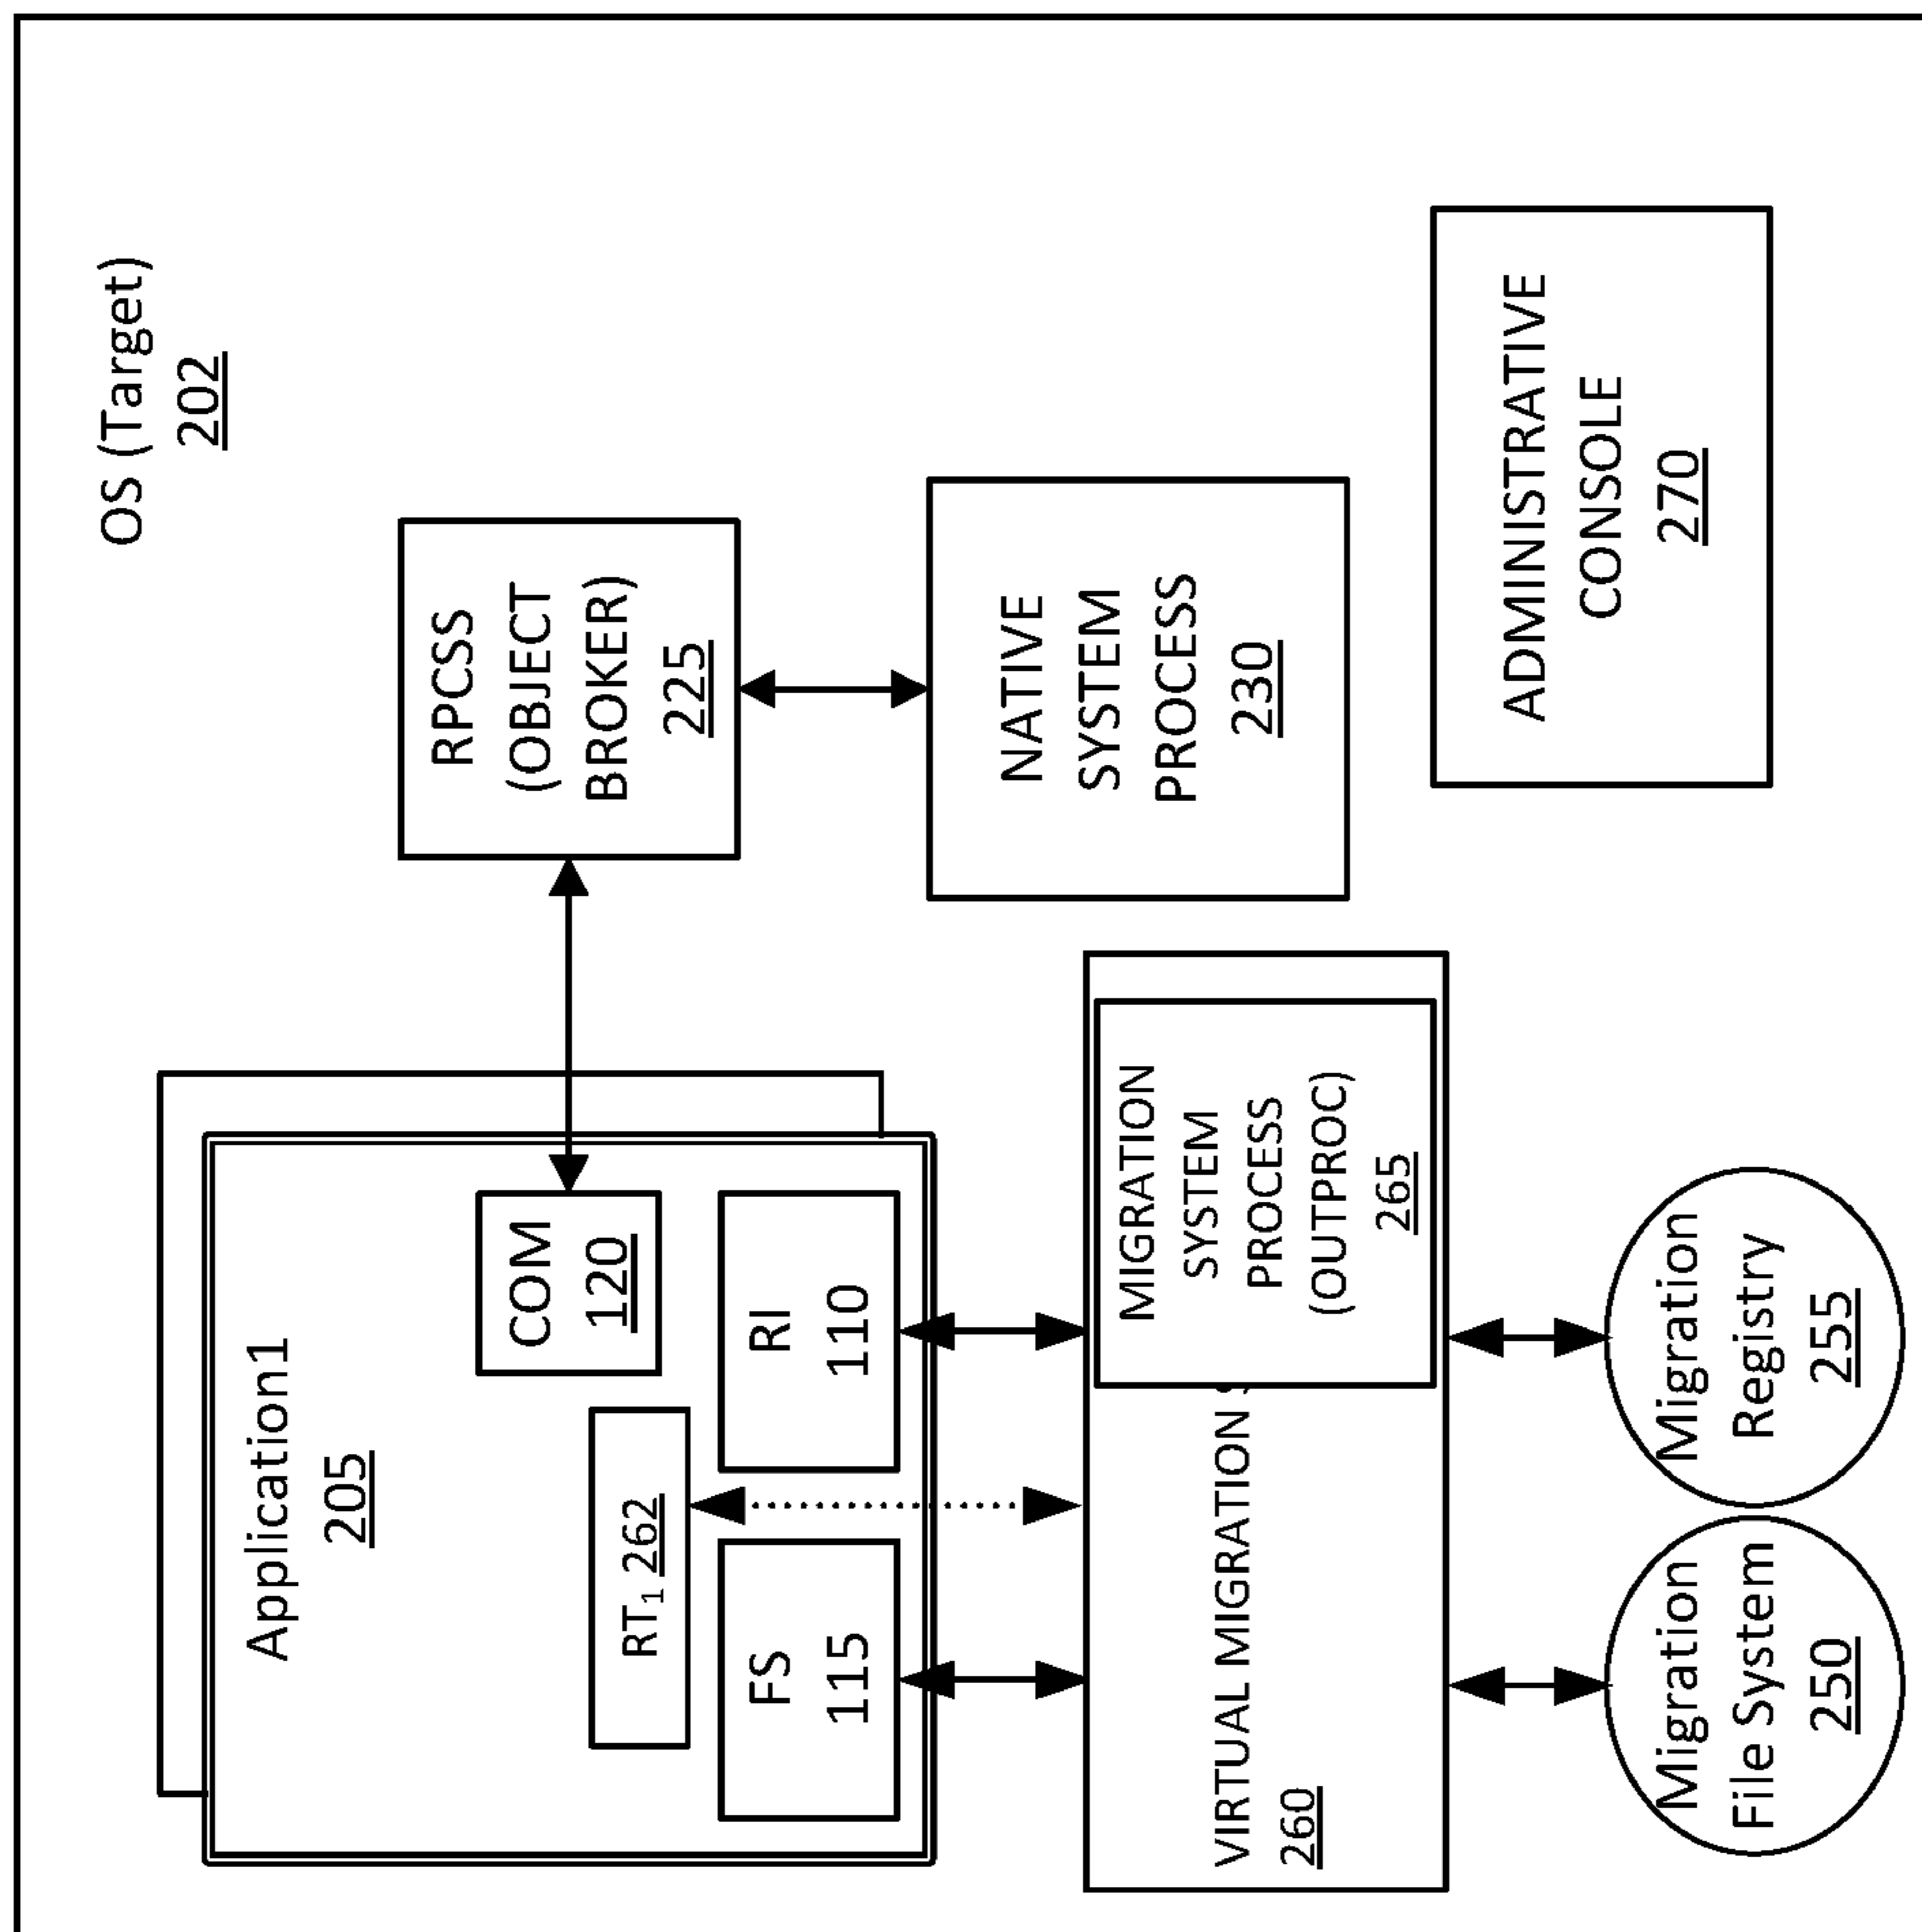 OS (Target)
202
Application1
205
COM
120
RT1 262
FS
115
RI
110
RPCSS
(OBJECT
BROKER)
225
NATIVE
SYSTEM
PROCESS
230
VIRTUAL MIGRATION
260
MIGRATION
SYSTEM
PROCESS
(OUTPROC)
265
Migration
File System
250
Migration
Registry
255
ADMINISTRATIVE
CONSOLE
270